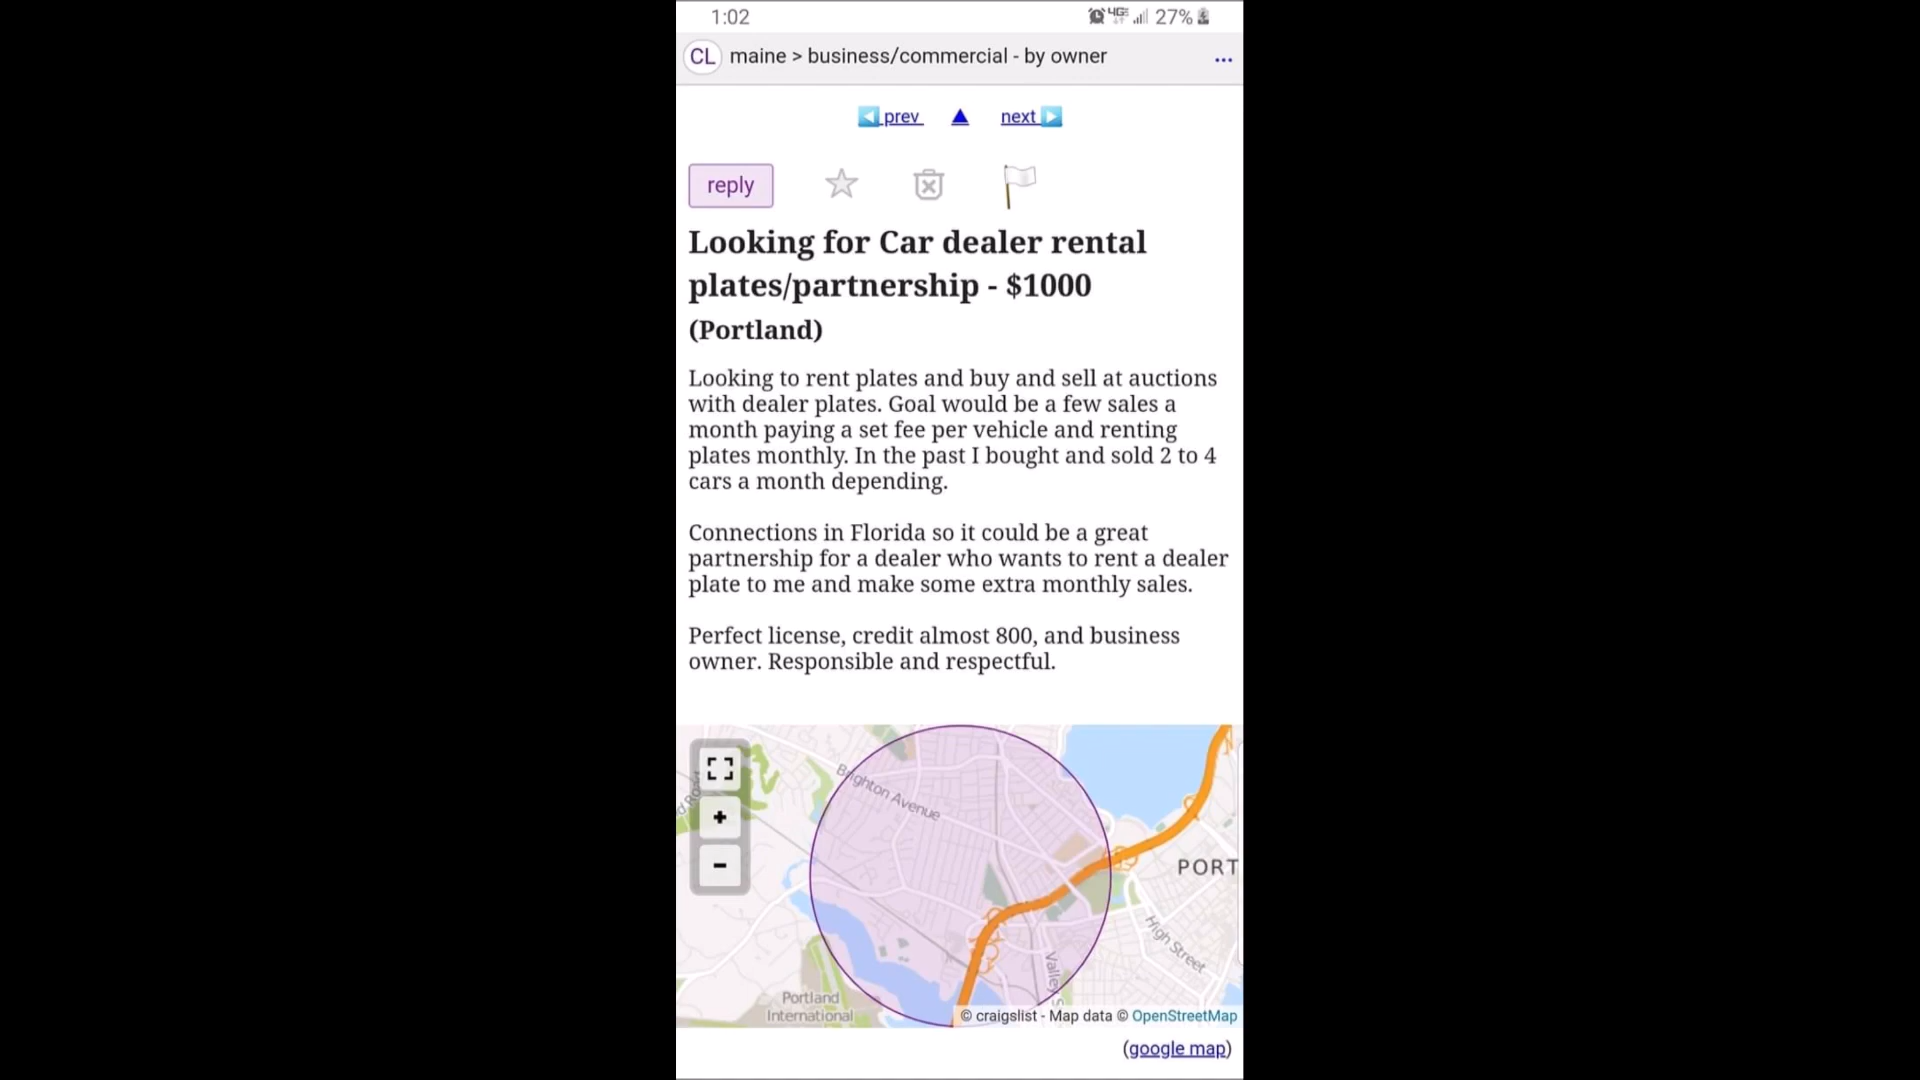 1:02
4GE 27%
CL maine > business/commercial - by owner
prev
next
reply
Looking for Car dealer rental
plates/partnership - $1000
(Portland)
Looking to rent plates and buy and sell at auctions
with dealer plates. Goal would be a few sales a
month paying a set fee per vehicle and renting
plates monthly. In the past I bought and sold 2 to 4
cars a month depending.
Connections in Florida so it could be a great
partnership for a dealer who wants to rent a dealer
plate to me and make some extra monthly sales.
Perfect license, credit almost 800, and business
owner. Responsible and respectful.
Brighton Avenue
+
PORT
-
High Street
Valley S
Portland
International
© craigslist - Map data © OpenStreetMap
(google map)